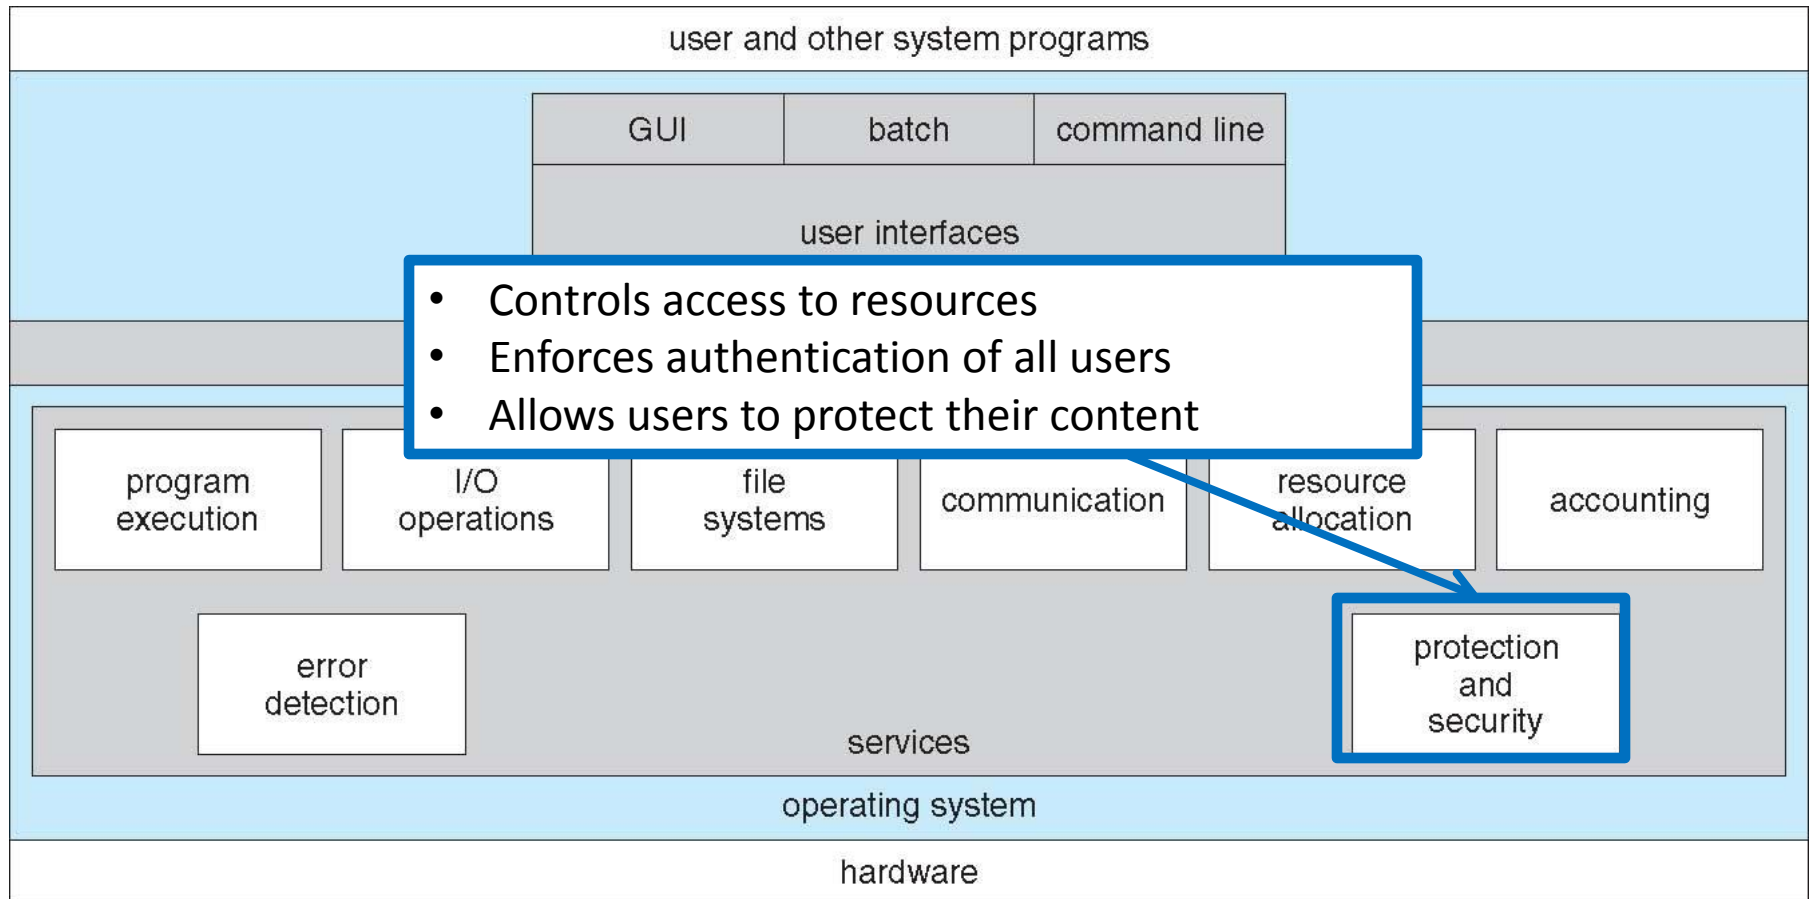 user and other system programs
GUI
batch
command line
user interfaces
• Controls access to resources
• Enforces authentication of all users
• Allows users to protect their content
program
execution
I/O
operations
file
systems
communication
resource
allocation
accounting
error
detection
protection
and
security
services
operating system
hardware